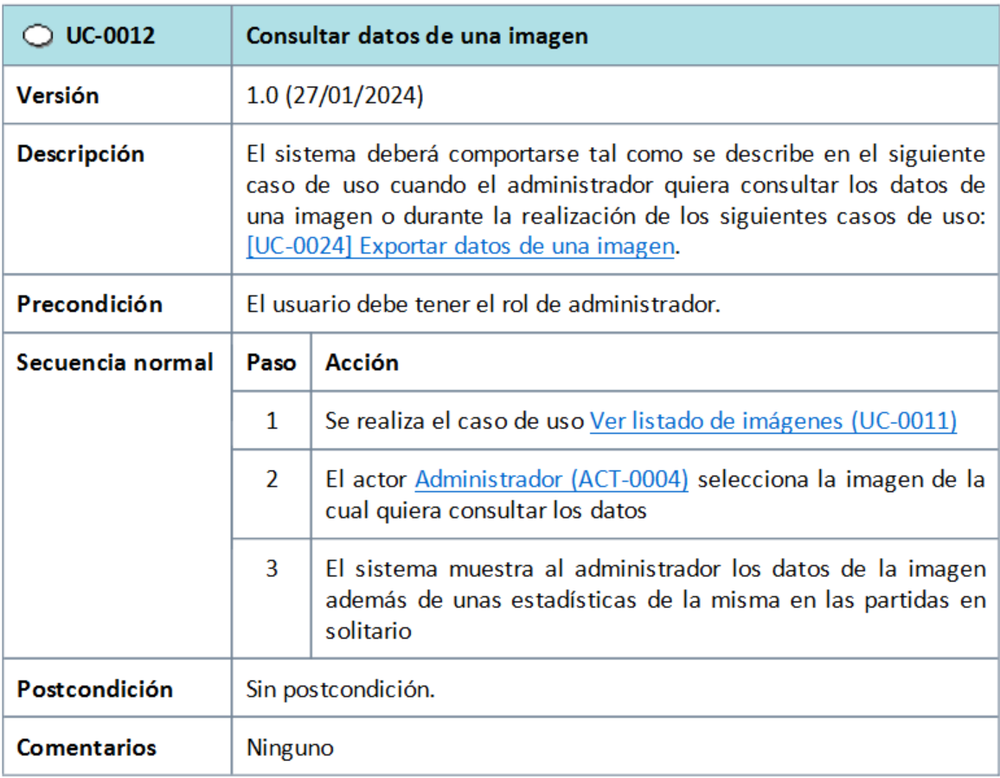 UC-0012 Consultar datos de una imagen
Versión 1.0 (27/01/2024)
Descripción El sistema deberá comportarse tal como se describe en el siguiente
caso de uso cuando el administrador quiera consultar los datos de
una imagen o durante la realización de los siguientes casos de uso:
[UC-0024] Exportar datos de una imagen.
Precondición El usuario debe tener el rol de administrador.
Secuencia normal Paso Acción
1 Se realiza el caso de uso Ver listado de imágenes (UC-0011)
2 El actor Administrador (ACT-0004) selecciona la imagen de la
cual quiera consultar los datos
3 El sistema muestra al administrador los datos de la imagen
además de unas estadísticas de la misma en las partidas en
solitario
Postcondición Sin postcondición.
Comentarios Ninguno